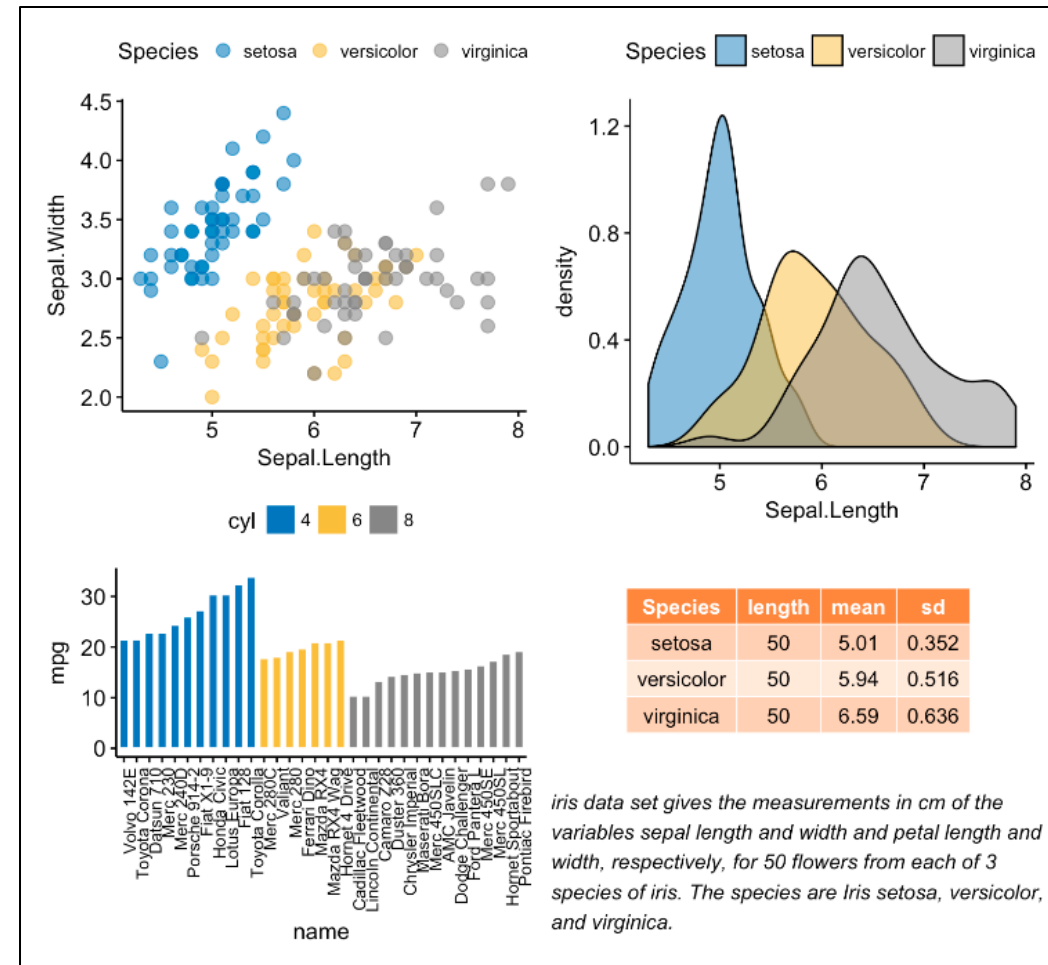 Species setosa versicolor virginica
4.5
4.0
3.5
3.0
2.5
2.0
Sepal.Width
5 6 7 8
Sepal.Length
Species setosa versicolor virginica
1.2
0.8
0.4
0.0
density
5 6 7 8
Sepal.Length
cyl 4 6 8
30
20
10
0
mpg
Volvo 142E
Toyota Corona
Datsun 710
Merc 230
Merc 240D
Porsche 914-2
Fiat X1-9
Honda Civic
Lotus Europa
Fiat 128
Toyota Corolla
Merc 280C
Valiant
Merc 280
Ferrari Dino
Mazda RX4
Mazda RX4 Wag
Hornet 4 Drive
Cadillac Fleetwood
Lincoln Continental
Camaro Z28
Duster 360
Chrysler Imperial
Maserati Bora
Merc 450SLC
AMC Javelin
Dodge Challenger
Ford Pantera L
Merc 450SE
Merc 450SL
Hornet Sportabout
Pontiac Firebird
name
Species length mean sd
setosa 50 5.01 0.352
versicolor 50 5.94 0.516
virginica 50 6.59 0.636
iris data set gives the measurements in cm of the
variables sepal length and width and petal length and
width, respectively, for 50 flowers from each of 3
species of iris. The species are Iris setosa, versicolor,
and virginica.